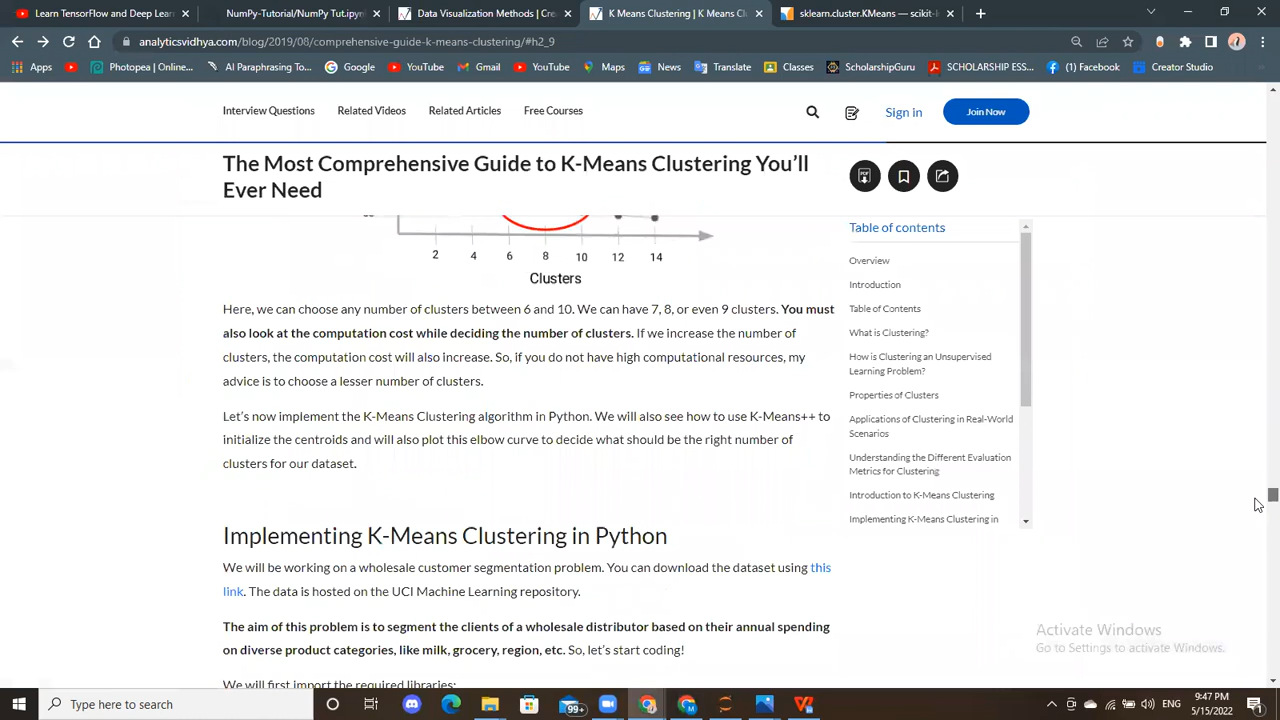 Learn TensorFlow and Deep Lear
NumPy-TutorialTutorial.ipynb
Data Visualization Methods | Crea
K Means Clustering | K Means Clu
sklearn.cluster.KMeans — scikit-l
analyticsvidhya.com/blog/2019/08/comprehensive-guide-k-means-clustering/#h2_9
Apps
Photopea | Online...
AI Paraphrasing To...
Google
YouTube
Gmail
YouTube
Maps
News
Translate
Classes
ScholarshipGuru
SCHOLARSHIP ESS...
(1) Facebook
Creator Studio
Interview Questions
Related Videos
Related Articles
Free Courses
Sign in
Join Now
The Most Comprehensive Guide to K-Means Clustering You'll
Ever Need
PDF
2 4 6 8 10 12 14
Clusters
Here, we can choose any number of clusters between 6 and 10. We can have 7, 8, or even 9 clusters. You must
also look at the computation cost while deciding the number of clusters. If we increase the number of
clusters, the computation cost will also increase. So, if you do not have high computational resources, my
advice is to choose a lesser number of clusters.
Let's now implement the K-Means Clustering algorithm in Python. We will also see how to use K-Means++ to
initialize the centroids and will also plot this elbow curve to decide what should be the right number of
clusters for our dataset.
Implementing K-Means Clustering in Python
We will be working on a wholesale customer segmentation problem. You can download the dataset using this
link. The data is hosted on the UCI Machine Learning repository.
The aim of this problem is to segment the clients of a wholesale distributor based on their annual spending
on diverse product categories, like milk, grocery, region, etc. So, let's start coding!
We will first import the required libraries:
Table of contents
Overview
Introduction
Table of Contents
What is Clustering?
How is Clustering an Unsupervised
Learning Problem?
Properties of Clusters
Applications of Clustering in Real-World
Scenarios
Understanding the Different Evaluation
Metrics for Clustering
Introduction to K-Means Clustering
Implementing K-Means Clustering in
Activate Windows
Go to Settings to activate Windows.
Type here to search
99+
9:47 PM
5/15/2022